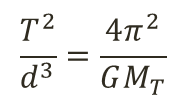 T²/d³ = 4π²/GM_T